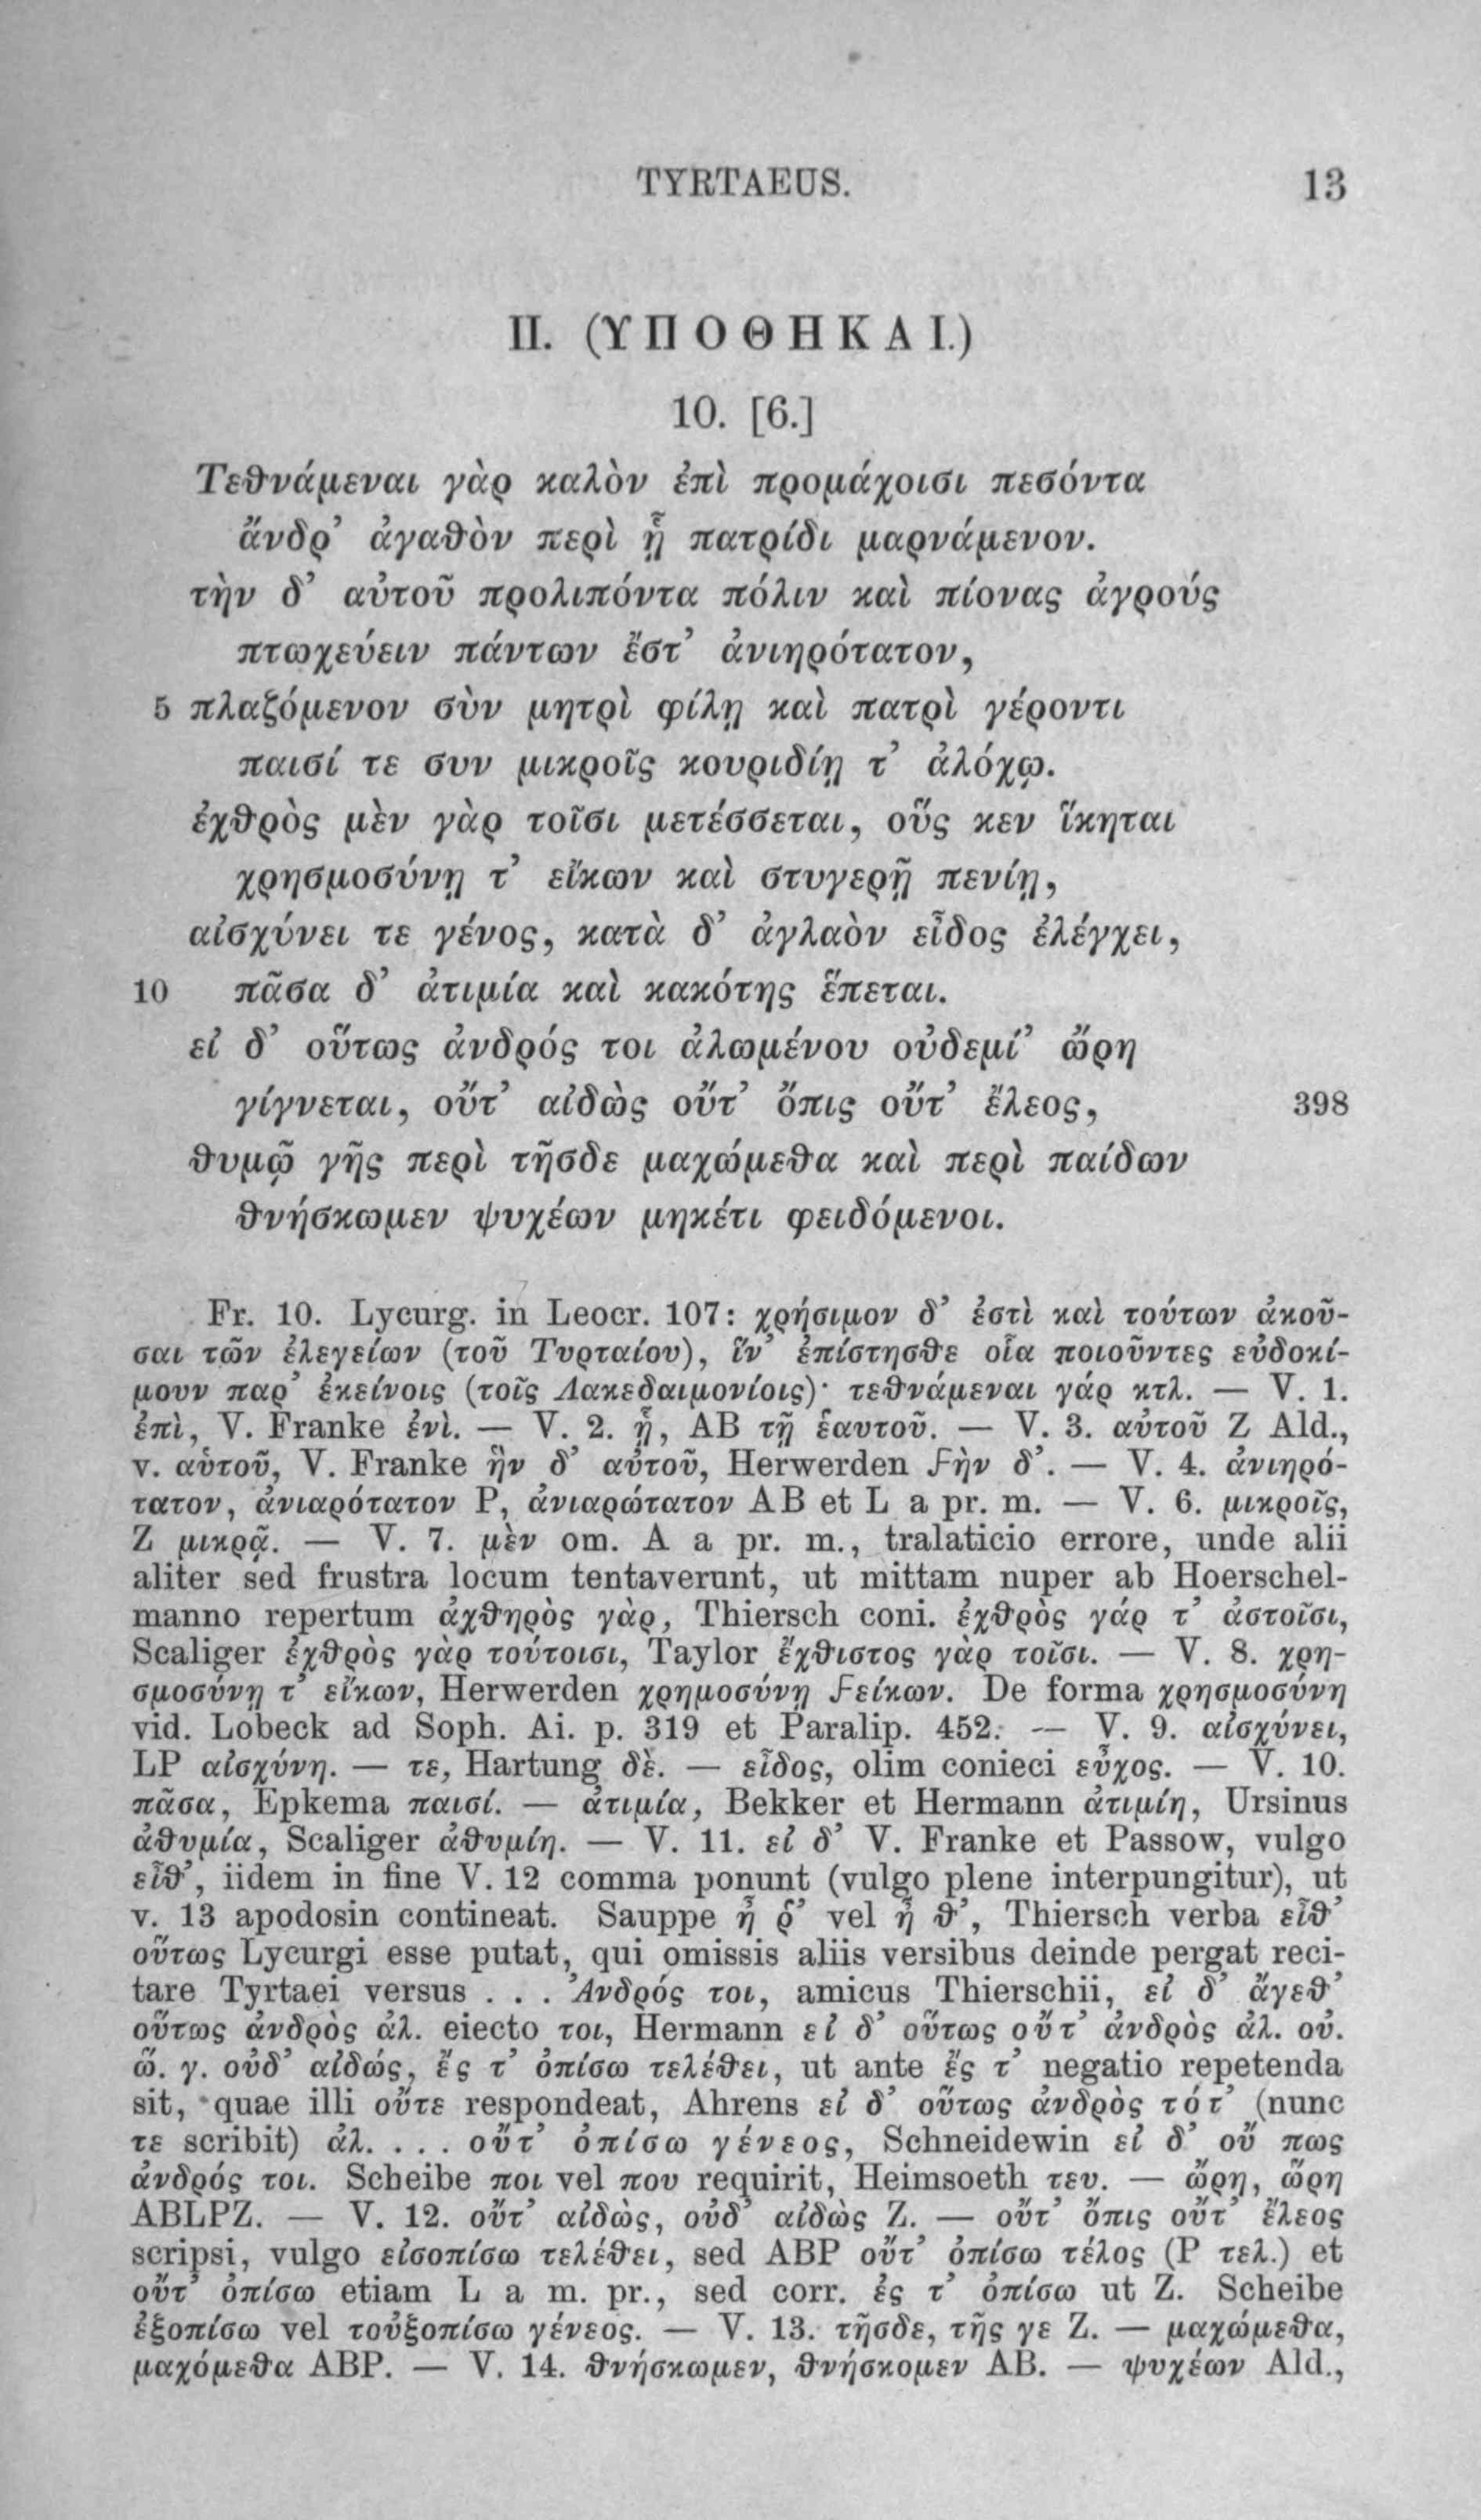 TYRTAEUS. 13
II. (ΥΠΟΘΗΚΑΙ.)
10. [6.]
Τεθνάμεναι γὰρ καλὸν ἐπὶ προμάχοισι πεσόντα
ἄνδρ’ ἀγαθὸν περὶ ᾗ πατρίδι μαρνάμενον.
τὴν δ’ αὐτοῦ προλιπόντα πόλιν καὶ πίονας ἀγρούς
πτωχεύειν πάντων ἔστ’ ἀνιηρότατον,
5 πλαζόμενον σὺν μητρὶ φίλῃ καὶ πατρὶ γέροντι
παισί τε συν μικροῖς κουριδίῃ τ’ ἀλόχῳ.
ἐχθρὸς μὲν γὰρ τοῖσι μετέσσεται, οὕς κεν ἵκηται
χρησμοσύνῃ τ’ εἴκων καὶ στυγερῇ πενίῃ,
αἰσχύνει τε γένος, κατὰ δ’ ἀγλαὸν εἶδος ἐλέγχει,
10 πᾶσα δ’ ἀτιμία καὶ κακότης ἕπεται.
εἰ δ’ οὕτως ἀνδρός τοι ἀλωμένου οὐδεμί’ ὤρη
γίγνεται, οὔτ’ αἰδὼς οὔτ’ ὄπις οὔτ’ ἔλεος, 398
θυμῷ γῆς περὶ τῆσδε μαχώμεθα καὶ περὶ παίδων
θνήσκωμεν ψυχέων μηκέτι φειδόμενοι.
Fr. 10. Lycurg. in Leocr. 107: χρήσιμον δ’ ἐστὶ καὶ τούτων ἀκοῦ-
σαι τῶν ἐλεγείων (τοῦ Τυρταίου), ἵν’ ἐπίστησθε οἷα ποιοῦντες εὐδοκί-
μουν παρ’ ἐκείνοις (τοῖς Λακεδαιμονίοις)· τεθνάμεναι γάρ κτλ. — V. 1.
ἐπὶ, V. Franke ἐνὶ. — V. 2. ᾗ, AB τῇ ἑαυτοῦ. — V. 3. αὐτοῦ Z Ald.,
v. αὑτοῦ, V. Franke ἣν δ’ αὐτοῦ, Herwerden Ϝὴν δ’. — V. 4. ἀνιηρό-
τατον, ἀνιαρότατον P, ἀνιαρώτατον AB et L a pr. m. — V. 6. μικροῖς,
Z μικρᾷ. — V. 7. μὲν om. A a pr. m., tralaticio errore, unde alii
aliter sed frustra locum tentaverunt, ut mittam nuper ab Hoerschel-
manno repertum ἀχθηρὸς γὰρ, Thiersch coni. ἐχθρὸς γάρ τ’ ἀστοῖσι,
Scaliger ἐχθρὸς γὰρ τούτοισι, Taylor ἔχθιστος γὰρ τοῖσι. — V. 8. χρη-
σμοσύνῃ τ’ εἴκων, Herwerden χρημοσύνῃ Ϝείκων. De forma χρησμοσύνη
vid. Lobeck ad Soph. Ai. p. 319 et Paralip. 452. — V. 9. αἰσχύνει,
LP αἰσχύνη. — τε, Hartung δὲ. — εἶδος, olim conieci εὖχος. — V. 10.
πᾶσα, Epkema παισί. — ἀτιμία, Bekker et Hermann ἀτιμίη, Ursinus
ἀθυμία, Scaliger ἀθυμίη. — V. 11. εἰ δ’ V. Franke et Passow, vulgo
εἶθ’, iidem in fine V. 12 comma ponunt (vulgo plene interpungitur), ut
v. 13 apodosin contineat. Sauppe ἦ ῥ’ vel ἦ θ’, Thiersch verba εἶθ’
οὕτως Lycurgi esse putat, qui omissis aliis versibus deinde pergat reci-
tare Tyrtaei versus . . . Ἀνδρός τοι, amicus Thierschii, εἰ δ’ ἄγεθ’
οὕτως ἀνδρὸς ἀλ. eiecto τοι, Hermann εἰ δ’ οὕτως οὔτ’ ἀνδρὸς ἀλ. οὐ.
ὤ. γ. οὐδ’ αἰδώς, ἔς τ’ ὀπίσω τελέθει, ut ante ἔς τ’ negatio repetenda
sit, quae illi οὔτε respondeat, Ahrens εἰ δ’ οὕτως ἀνδρὸς τότ’ (nunc
τε scribit) ἀλ. . . . οὔτ’ ὀπίσω γένεος, Schneidewin εἰ δ’ οὔ πως
ἀνδρός τοι. Scheibe ποι vel που requirit, Heimsoeth τευ. — ὤρη, ὥρη
ABLPZ. — V. 12. οὔτ’ αἰδὼς, οὐδ’ αἰδὼς Z. — οὔτ’ ὄπις οὔτ’ ἔλεος
scripsi, vulgo εἰσοπίσω τελέθει, sed ABP οὔτ’ ὀπίσω τέλος (P τελ.) et
οὔτ’ ὀπίσω etiam L a m. pr., sed corr. ἐς τ’ ὀπίσω ut Z. Scheibe
ἐξοπίσω vel τοὐξοπίσω γένεος. — V. 13. τῆσδε, τῆς γε Z. — μαχώμεθα,
μαχόμεθα ABP. — V. 14. θνήσκωμεν, θνήσκομεν AB. — ψυχέων Ald.,